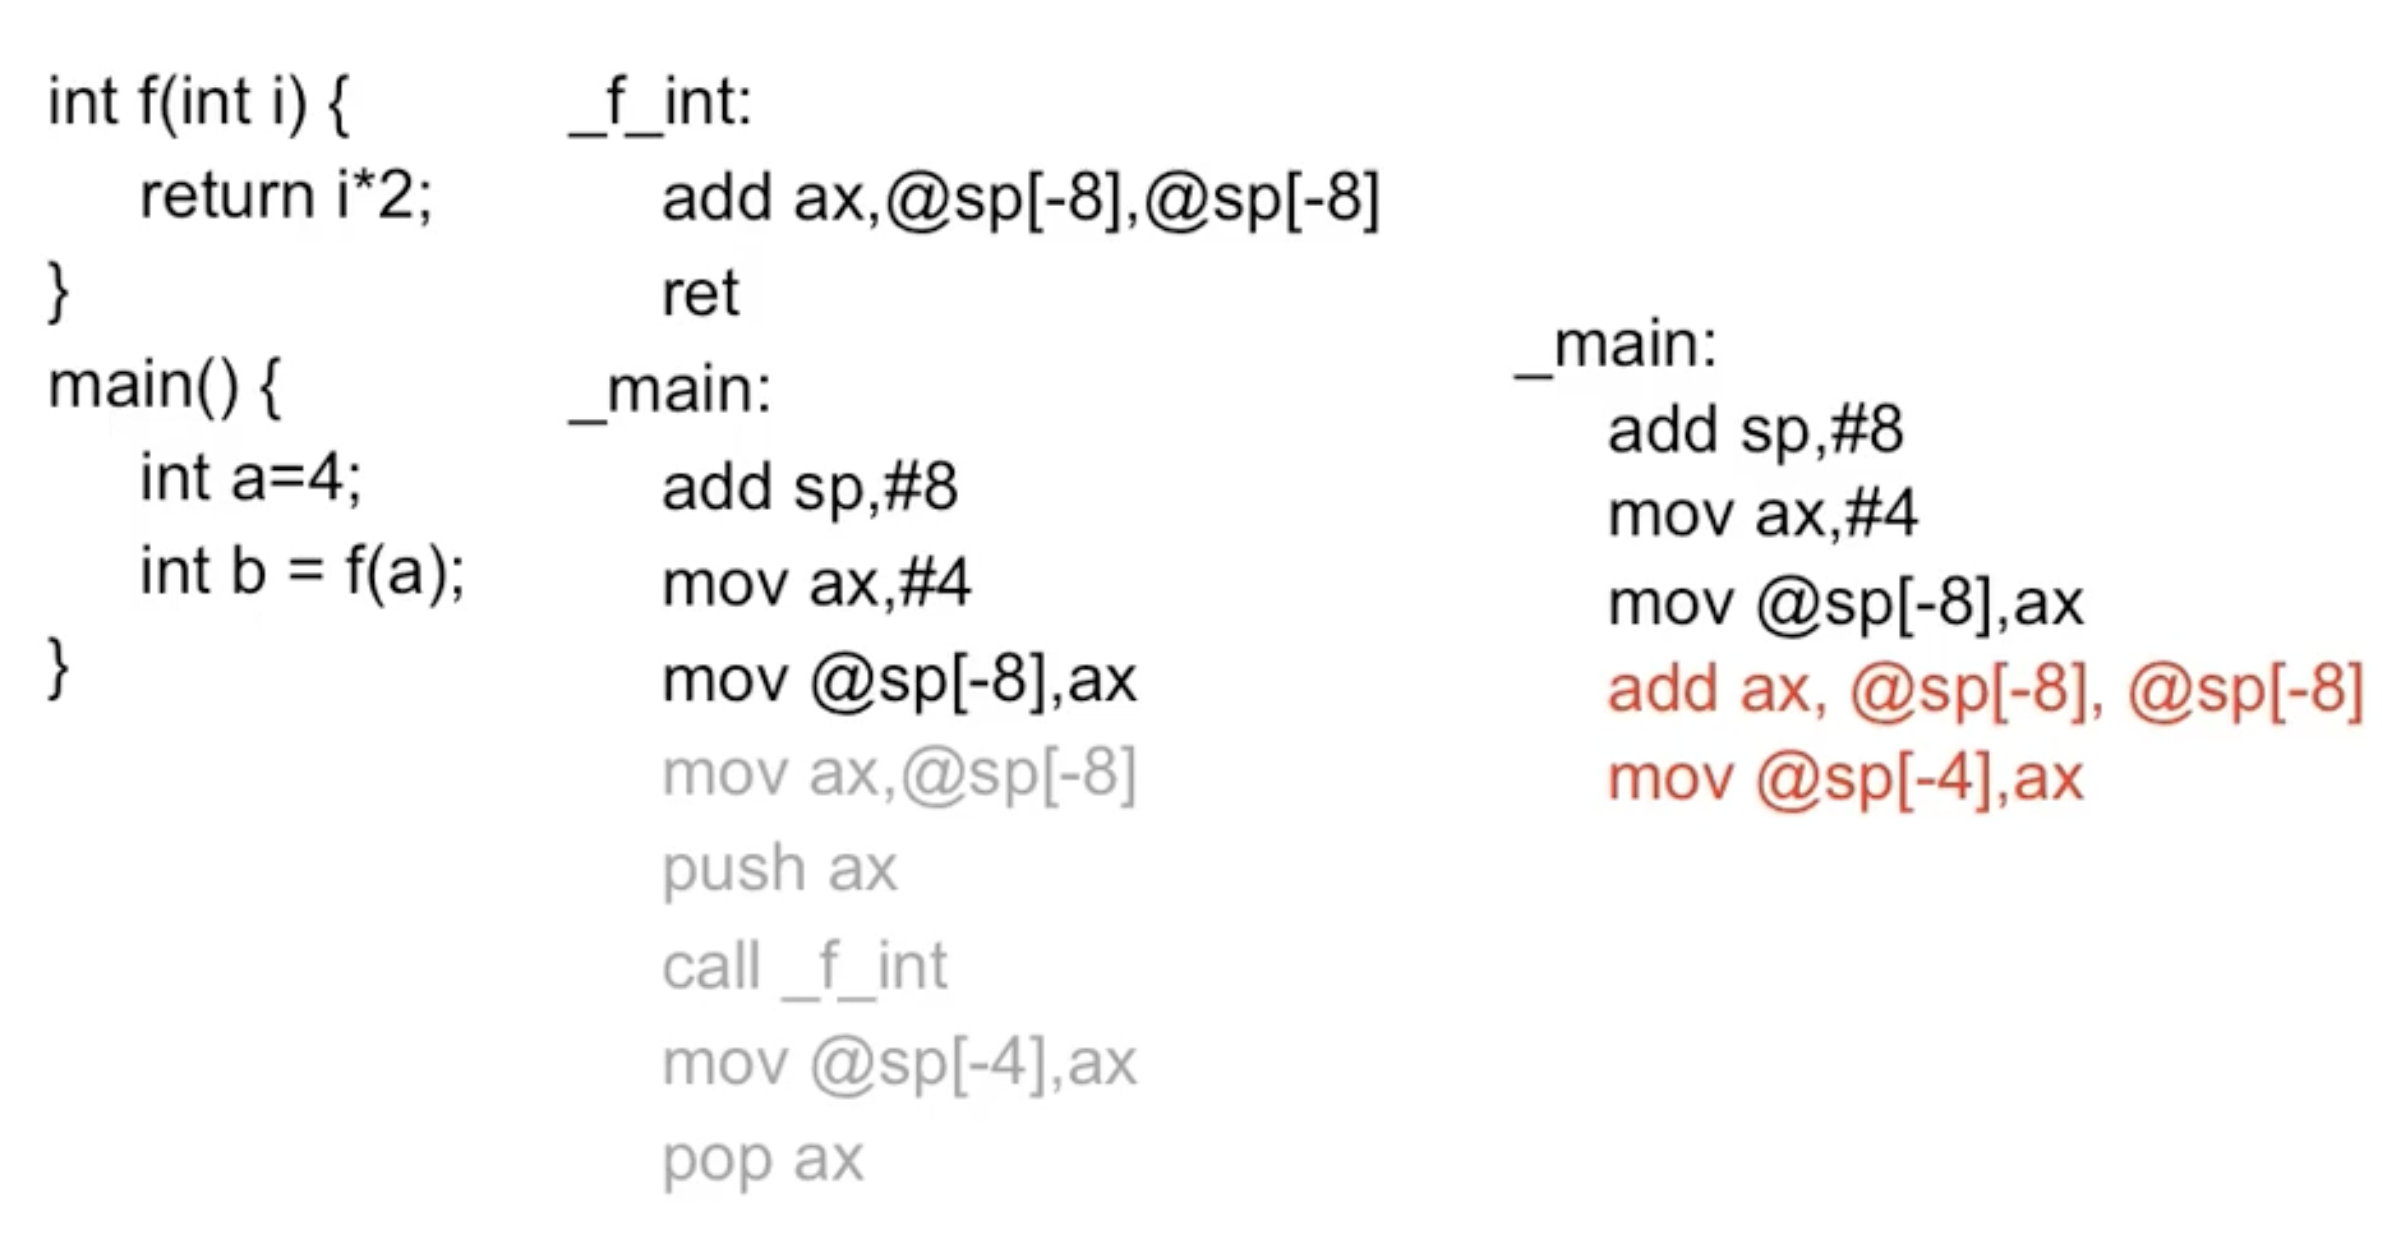 int f(int i) {
return i*2;
}
main() {
int a=4;
int b = f(a);
}
_f_int:
add ax,@sp[-8],@sp[-8]
ret
_main:
add sp,#8
mov ax,#4
mov @sp[-8],ax
mov ax,@sp[-8]
push ax
call _f_int
mov @sp[-4],ax
pop ax
_main:
add sp,#8
mov ax,#4
mov @sp[-8],ax
add ax, @sp[-8], @sp[-8]
mov @sp[-4],ax